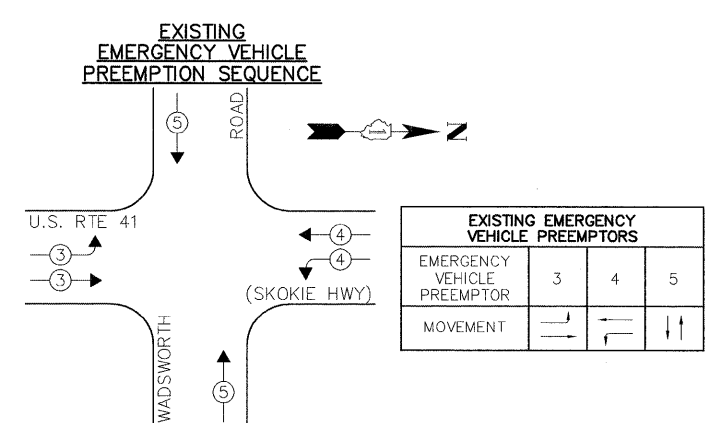 EXISTING
EMERGENCY VEHICLE
PREEMPTION SEQUENCE
5
ROAD
N
U.S. RTE 41
3
3
4
4
(SKOKIE HWY)
WADSWORTH
5
EXISTING EMERGENCY
VEHICLE PREEMPTORS
EMERGENCY
VEHICLE
PREEMPTOR
3
4
5
MOVEMENT